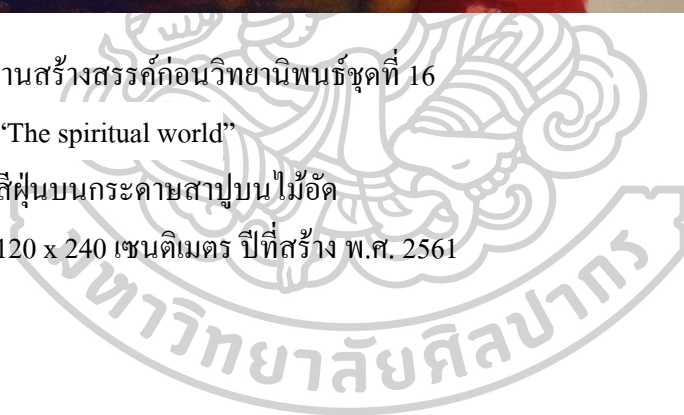 านสร้างสรรค์ก่อนวิทยานิพนธ์ชุดที่ 16
“The spiritual world”
สีฝุ่นบนกระดาษสาปูบนไม้อัด
120 x 240 เซนติเมตร ปีที่สร้าง พ.ศ. 2561
มหาวิทยาลัยศิลปากร